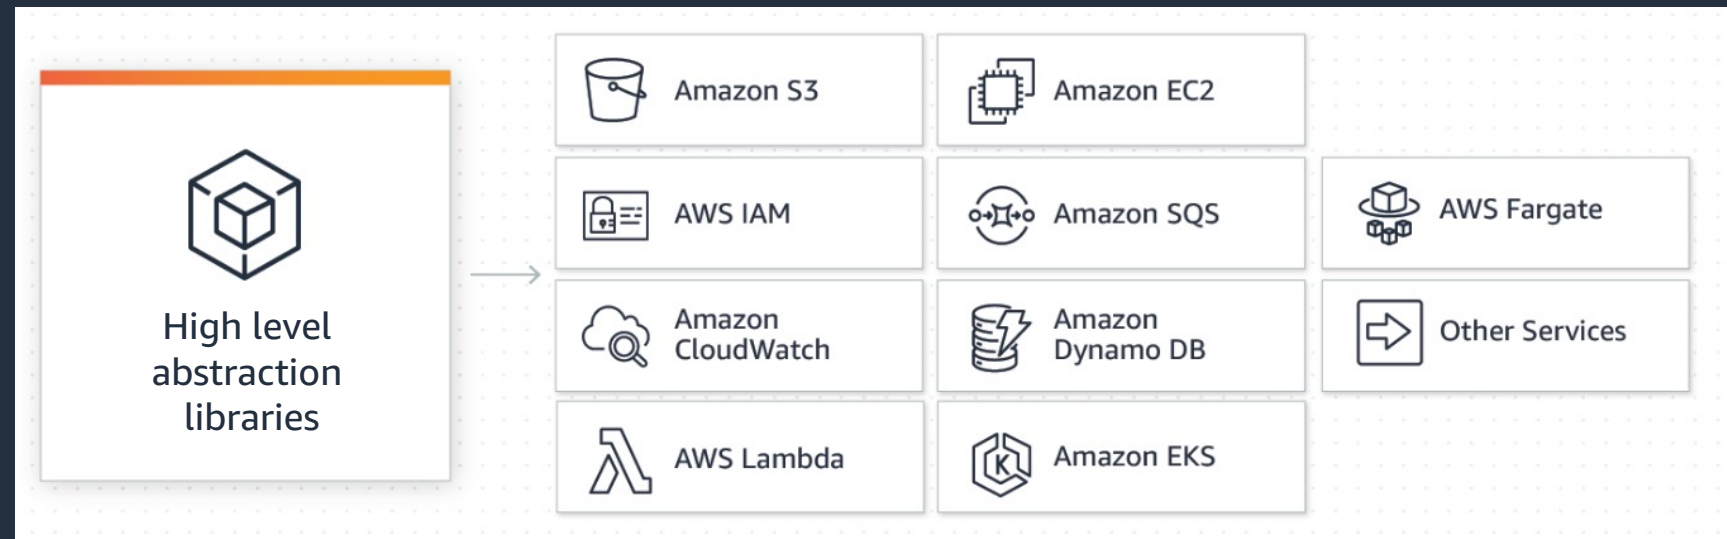 High level
abstraction
libraries
Amazon S3
Amazon EC2
AWS IAM
Amazon SQS
AWS Fargate
Amazon
CloudWatch
Amazon
Dynamo DB
Other Services
AWS Lambda
K
Amazon EKS